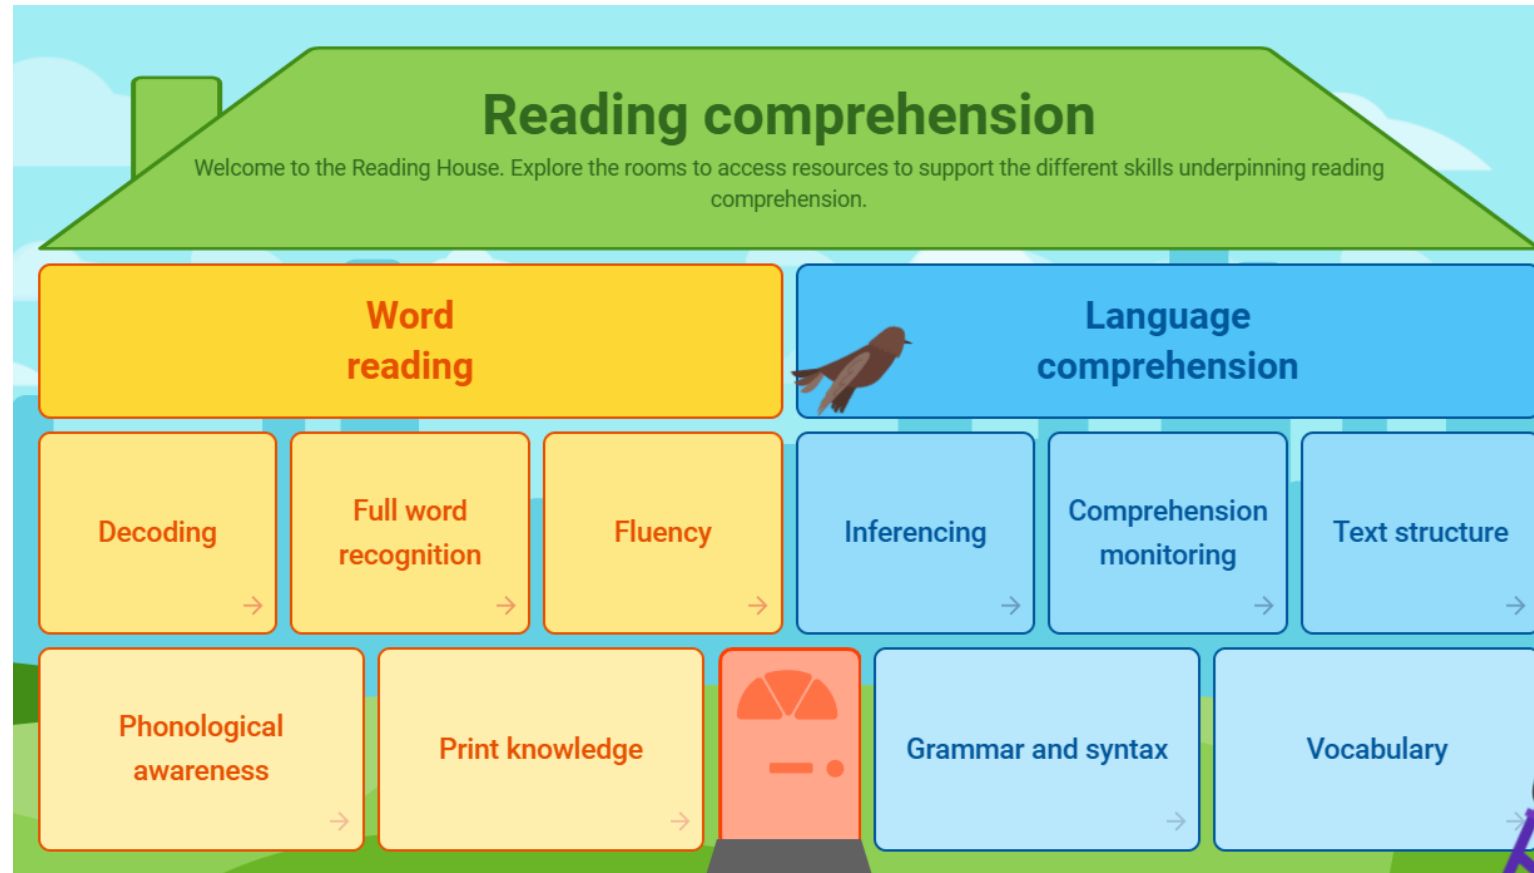 Reading comprehension
Welcome to the Reading House. Explore the rooms to access resources to support the different skills underpinning reading
comprehension.
Word
reading
Language
comprehension
Decoding
Full word
recognition
Fluency
Inferencing
Comprehension
monitoring
Text structure
Phonological
awareness
Print knowledge
Grammar and syntax
Vocabulary